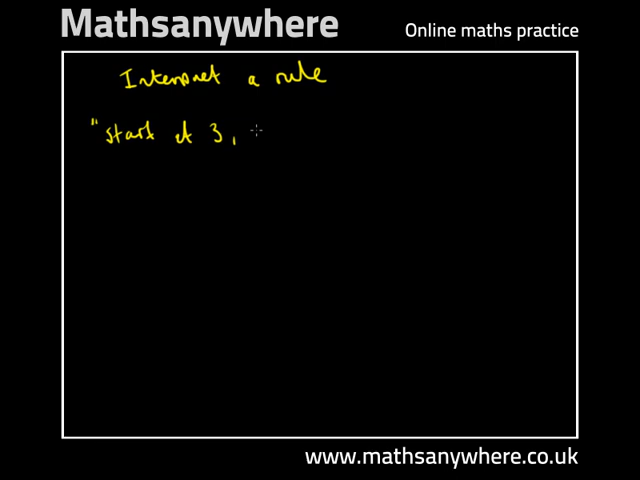 Mathsanywhere
Online maths practice
Interpret a rule
"start at 3,
www.mathsanywhere.co.uk